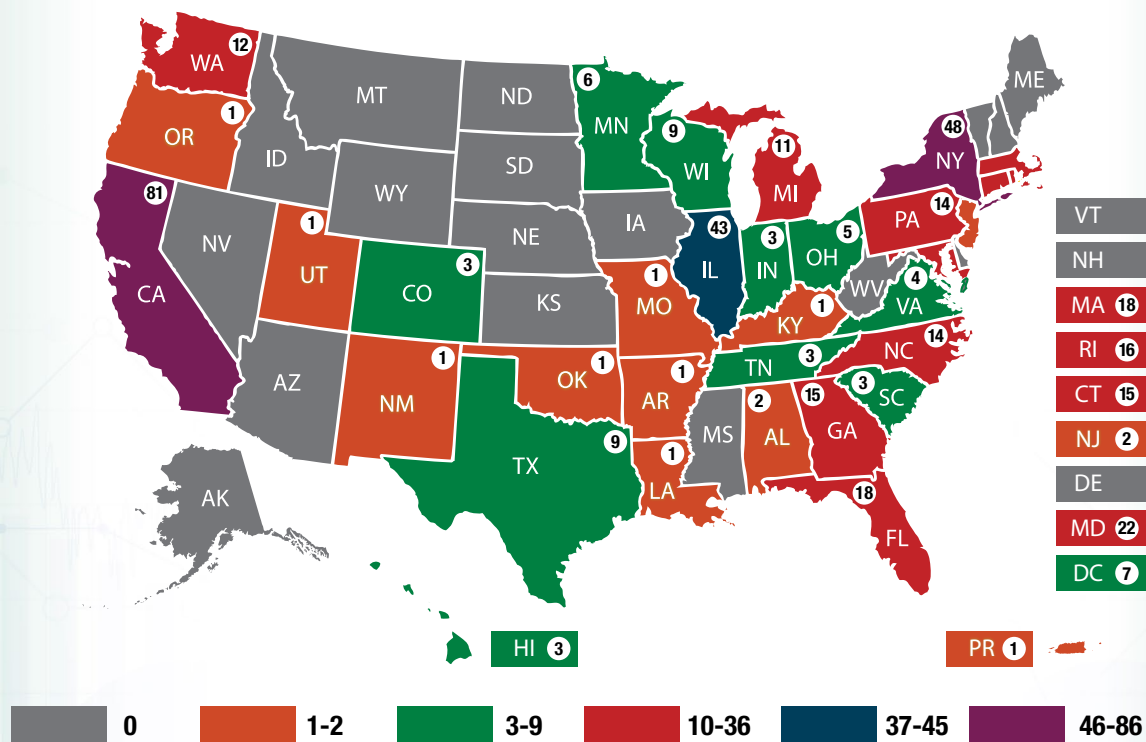 WA 12
OR 1
ID
MT
ND
SD
MN 6
WI 9
MI 11
ME
NY 48
PA 14
CA 81
NV
UT 1
WY
CO 3
NE
KS
IA
MO 1
IL 43
IN 3
OH 5
WV
VA 4
KY 1
NC 14
TN 3
SC 3
AZ
NM 1
OK 1
AR 1
TX 9
LA 1
MS
AL 2
GA 15
FL 18
AK
HI 3
PR 1
VT
NH
MA 18
RI 16
CT 15
NJ 2
DE
MD 22
DC 7
0
1-2
3-9
10-36
37-45
46-86